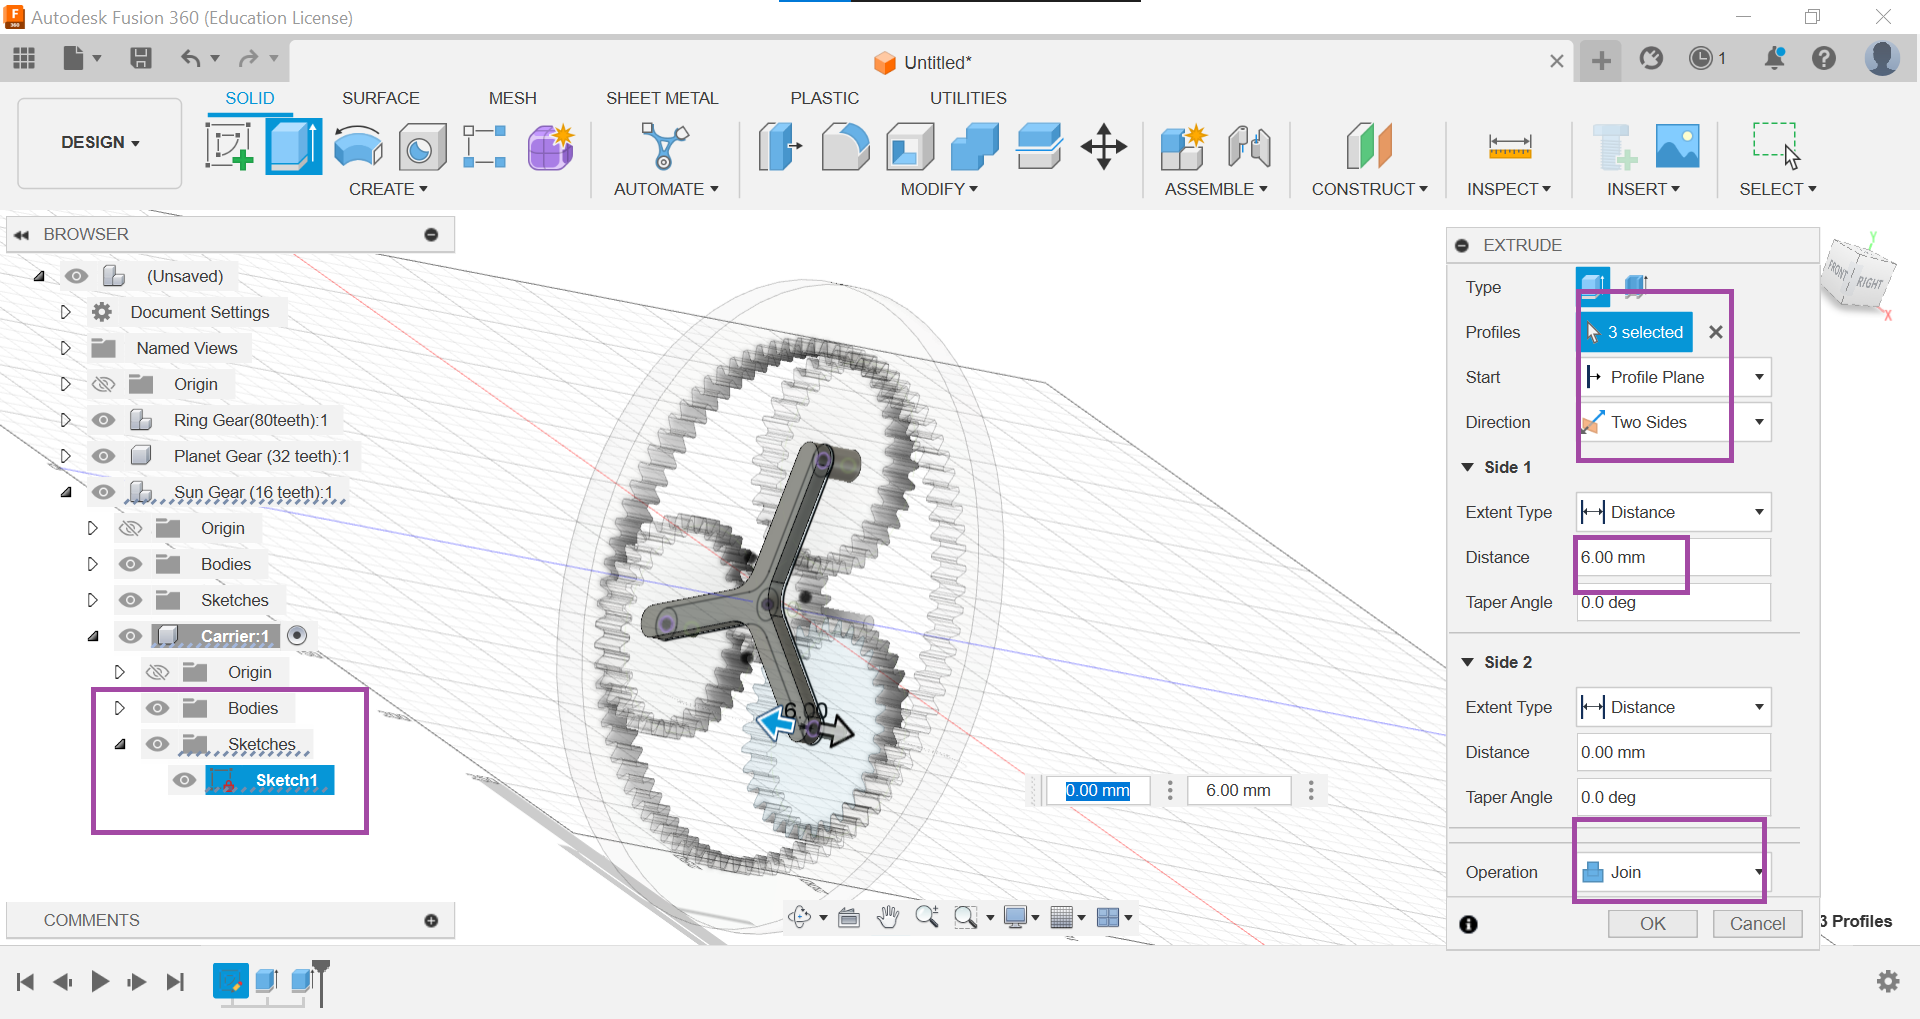 Autodesk Fusion 360 (Education License)
Untitled*
1
SOLID
SURFACE
MESH
SHEET METAL
PLASTIC
UTILITIES
DESIGN
CREATE
AUTOMATE
MODIFY
ASSEMBLE
CONSTRUCT
INSPECT
INSERT
SELECT
BROWSER
(Unsaved)
Document Settings
Named Views
Origin
Ring Gear(80teeth):1
Planet Gear (32 teeth):1
Sun Gear (16 teeth):1
Origin
Bodies
Sketches
Carrier:1
Origin
Bodies
Sketches
Sketch1
6.00
0.00 mm
6.00 mm
EXTRUDE
Type
Profiles 3 selected
Start Profile Plane
Direction Two Sides
Side 1
Extent Type Distance
Distance 6.00 mm
Taper Angle 0.0 deg
Side 2
Extent Type Distance
Distance 0.00 mm
Taper Angle 0.0 deg
Operation Join
OK Cancel
3 Profiles
Y
FRONT RIGHT
X
COMMENTS